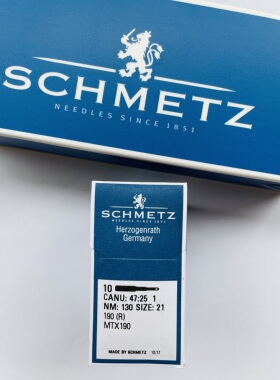 SCHMETZ
NEEDLES SINCE 1851
SCHMETZ
NEEDLES SINCE 1851
Herzogenrath
Germany
10
CANU: 47:25 1
NM: 130 SIZE: 21
190 (R)
MTX190
MADE BY SCHMETZ